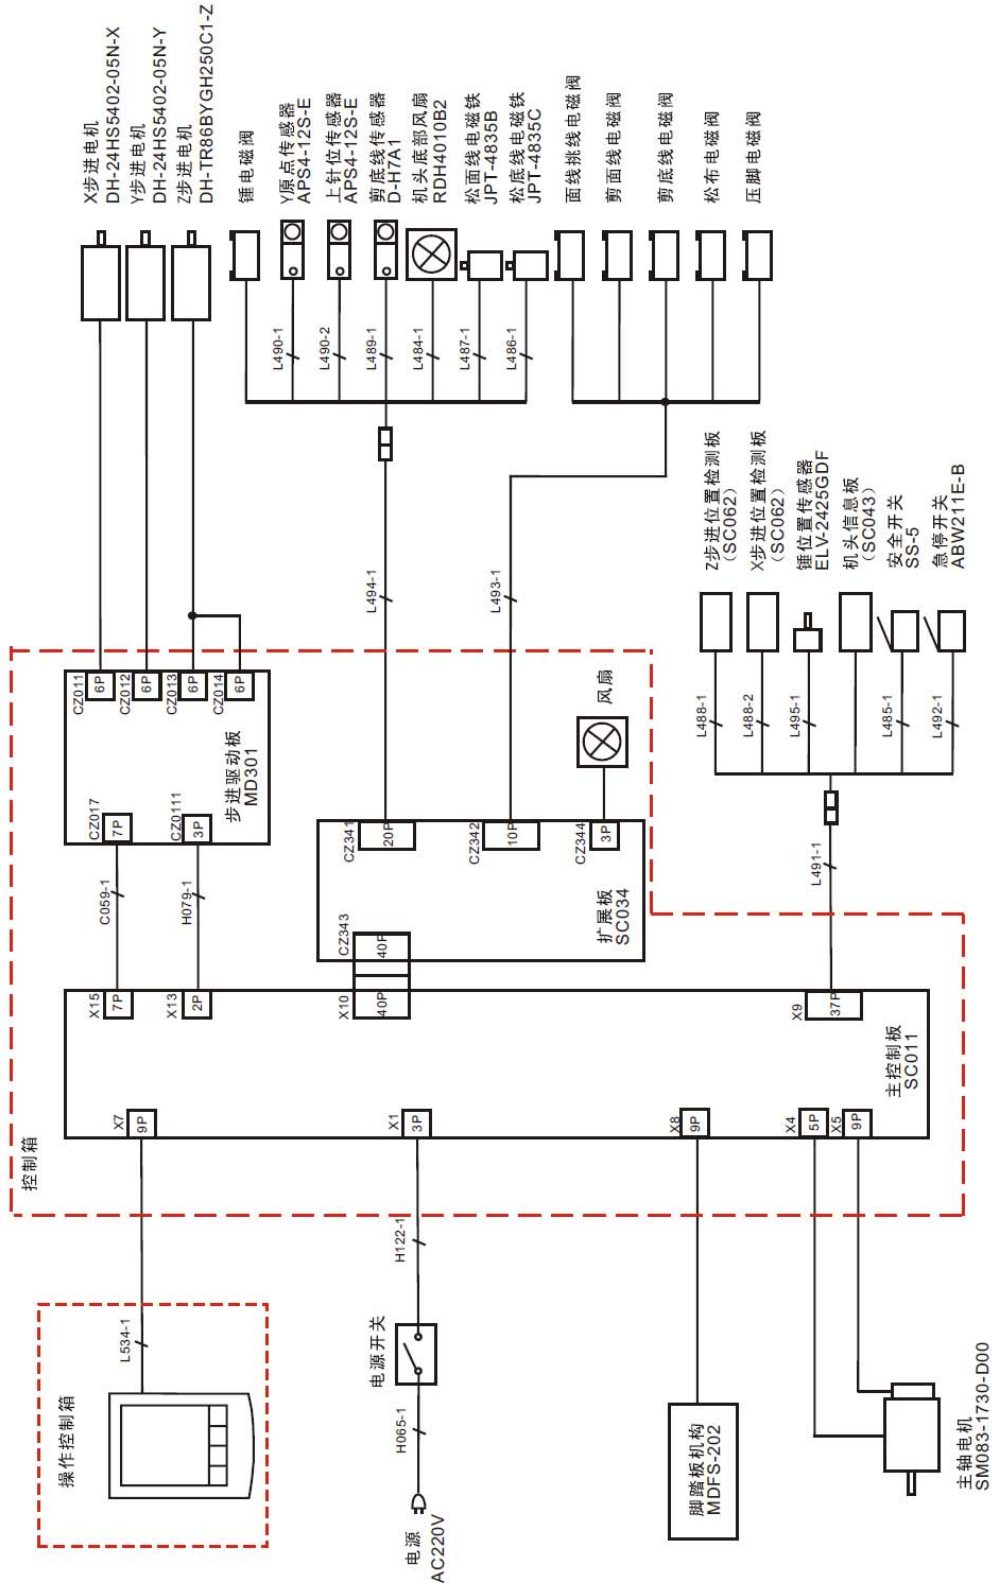 X步进电机
DH-24HS5402-05N-X
Y步进电机
DH-24HS5402-05N-Y
Z步进电机
DH-TR86BYGH250C1-Z
锤电磁阀
Y原点传感器
APS4-12S-E
上针位传感器
APS4-12S-E
剪底线传感器
D-H7A1
机头底部风扇
RDH4010B2
松面线电磁铁
JPT-4835B
松底线电磁铁
JPT-4835C
面线挑线电磁阀
剪面线电磁阀
剪底线电磁阀
松布电磁阀
压脚电磁阀
L490-1
L490-2
L489-1
L484-1
L487-1
L486-1
L494-1
L493-1
Z步进位置检测板
(SC062)
X步进位置检测板
(SC062)
锤位置传感器
ELV-2425GDF
机头信息板
(SC043)
安全开关
SS-5
急停开关
ABW211E-B
L488-1
L488-2
L495-1
L485-1
L492-1
L491-1
CZ011
6P
CZ012
6P
CZ013
6P
CZ014
6P
步进驱动板
MD301
CZ017
7P
CZ0111
3P
C059-1
H079-1
风扇
CZ341
20P
CZ342
10P
CZ344
3P
CZ343
40P
扩展板
SC034
X15
7P
X13
2P
X10
40P
X9
37P
主控制板
SC011
X7
9P
X1
3P
X8
9P
X4
5P
X5
9P
控制箱
L534-1
操作控制箱
H122-1
电源开关
H065-1
电源
AC220V
脚踏板机构
MDFS-202
主轴电机
SM083-1730-D00